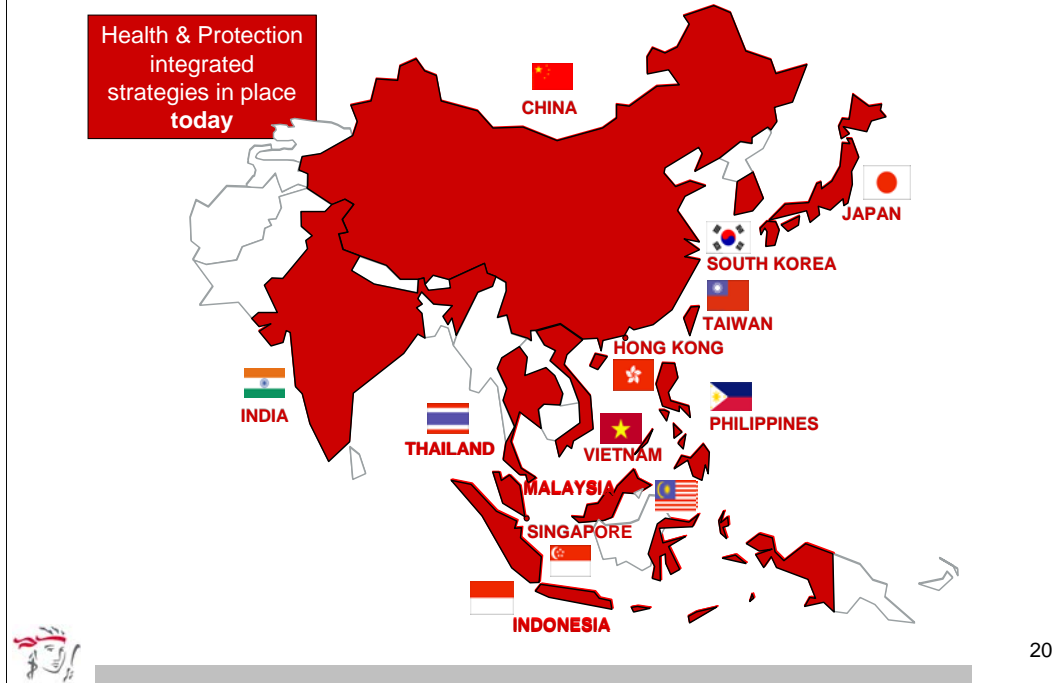 Health & Protection
integrated
strategies in place
today
CHINA
JAPAN
SOUTH KOREA
TAIWAN
HONG KONG
INDIA
PHILIPPINES
THAILAND
VIETNAM
MALAYSIA
SINGAPORE
INDONESIA
20